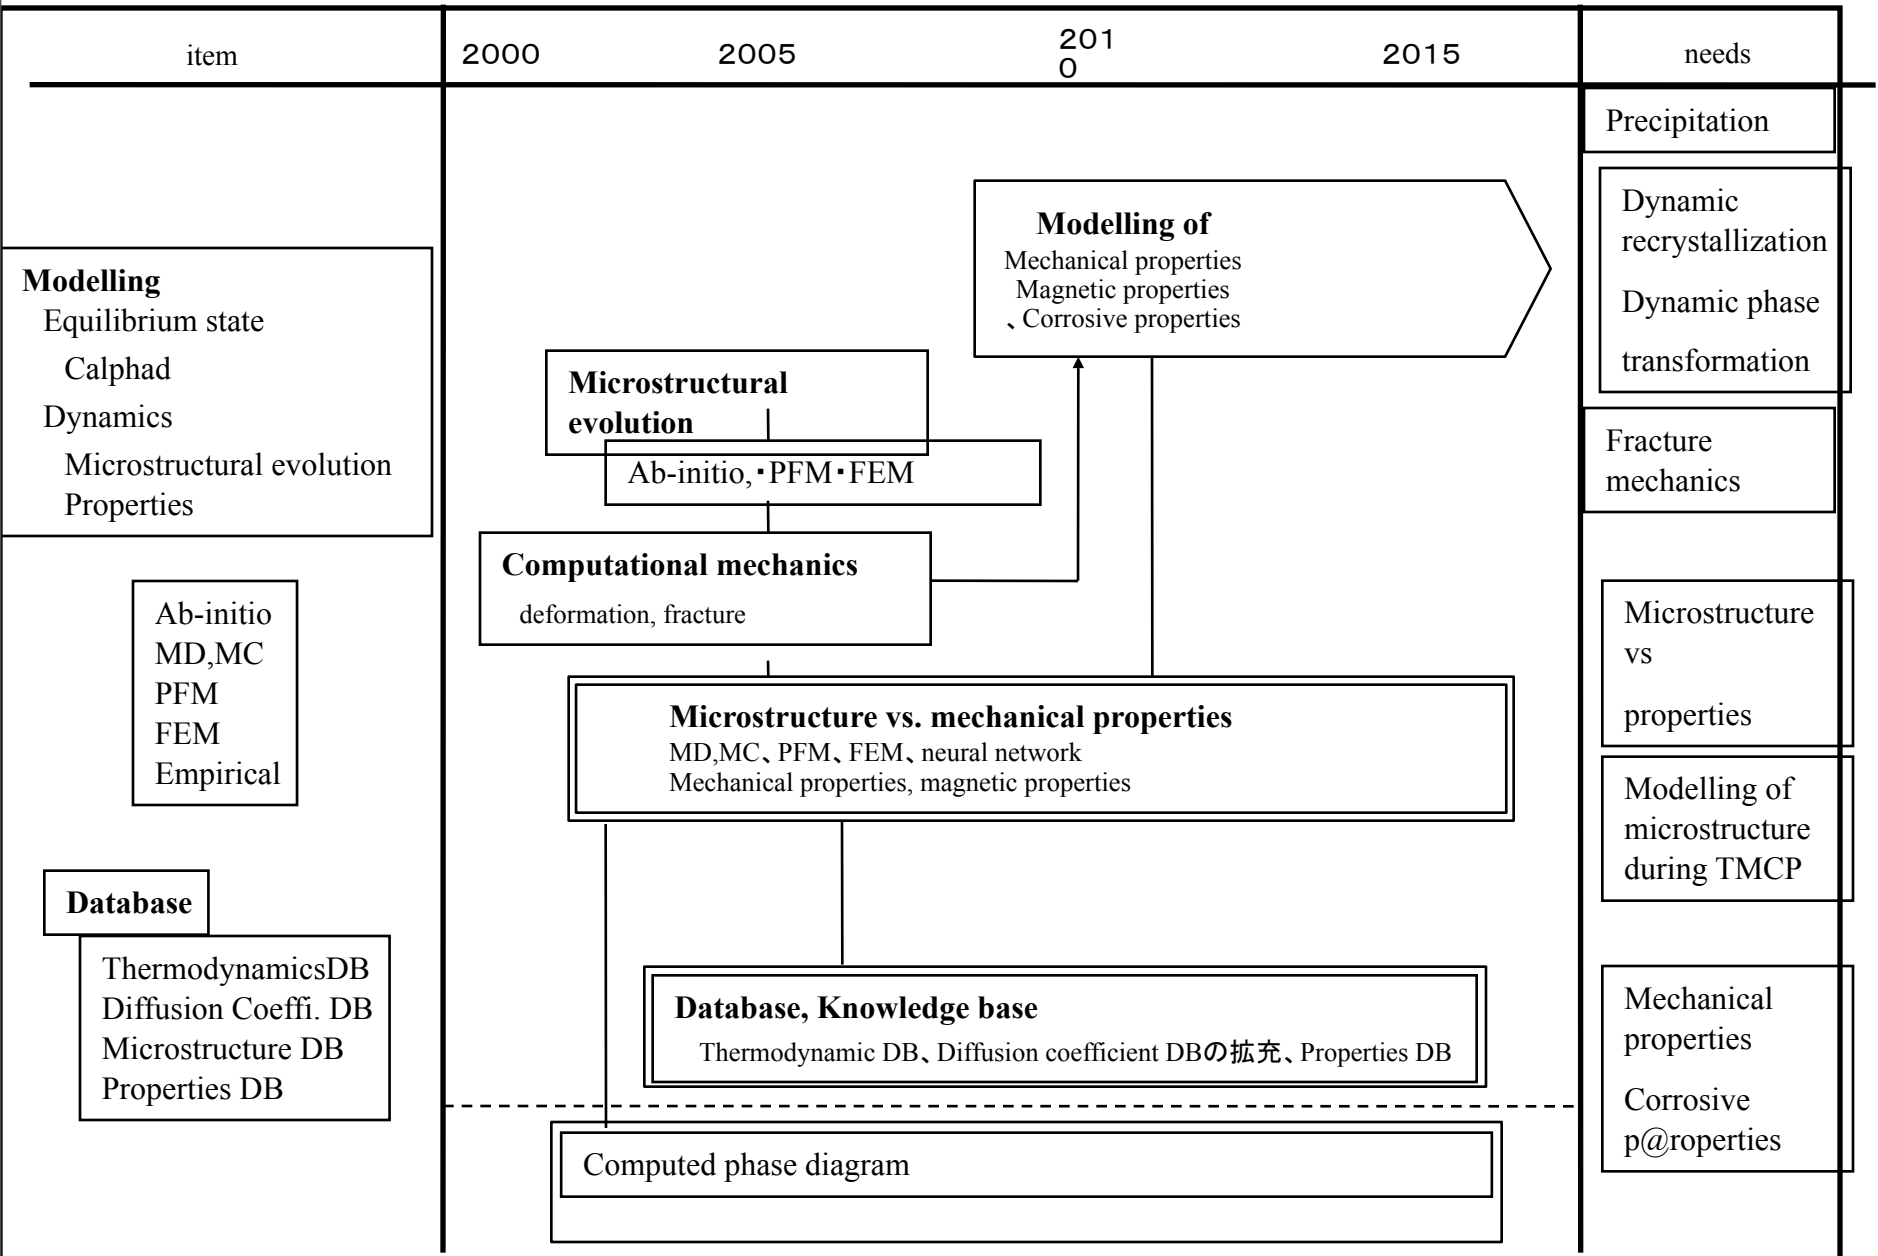 item
2000
2005
201
0
2015
needs
Modelling
Equilibrium state
Calphad
Dynamics
Microstructural evolution
Properties
Ab-initio
MD,MC
PFM
FEM
Empirical
Database
ThermodynamicsDB
Diffusion Coeffi. DB
Microstructure DB
Properties DB
Modelling of
Mechanical properties
Magnetic properties
、Corrosive properties
Microstructural
evolution
Ab-initio,・PFM・FEM
Computational mechanics
deformation, fracture
Microstructure vs. mechanical properties
MD,MC、PFM、FEM、neural network
Mechanical properties, magnetic properties
Database, Knowledge base
Thermodynamic DB、Diffusion coefficient DBの拡充、Properties DB
Computed phase diagram
Precipitation
Dynamic
recrystallization
Dynamic phase
transformation
Fracture
mechanics
Microstructure
vs
properties
Modelling of
microstructure
during TMCP
Mechanical
properties
Corrosive
p@roperties